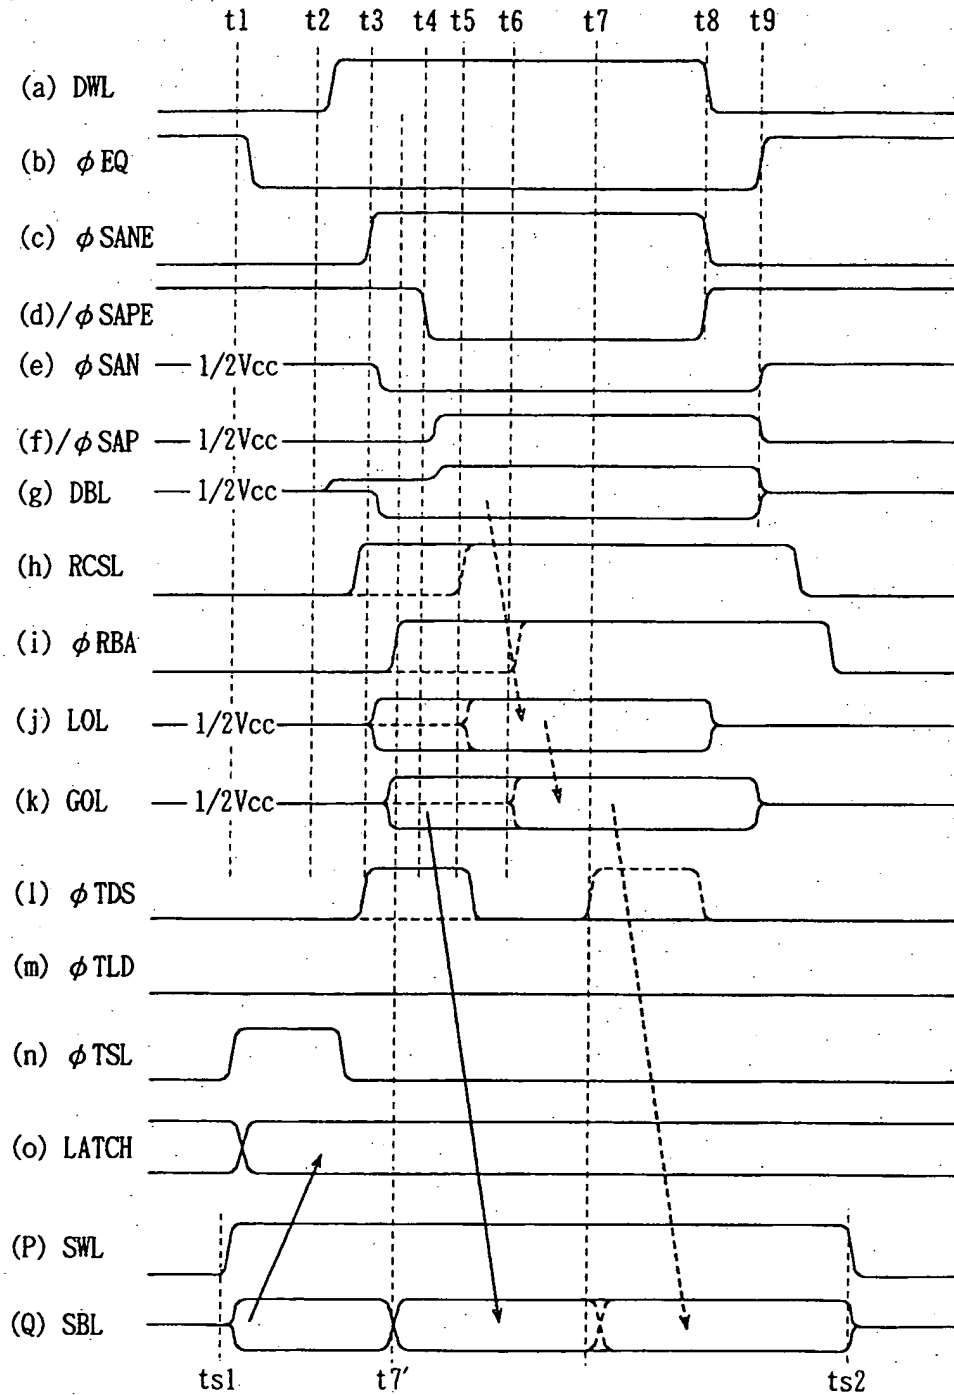 t1 t2 t3 t4 t5 t6 t7 t8 t9
(a) DWL
(b) φEQ
(c) φSANE
(d)/φSAPE
(e) φSAN 1/2Vcc
(f)/φSAP 1/2Vcc
(g) DBL 1/2Vcc
(h) RCSL
(i) φRBA
(j) LOL 1/2Vcc
(k) GOL 1/2Vcc
(l) φTDS
(m) φTLD
(n) φTSL
(o) LATCH
(P) SWL
(Q) SBL
ts1 t7′ ts2